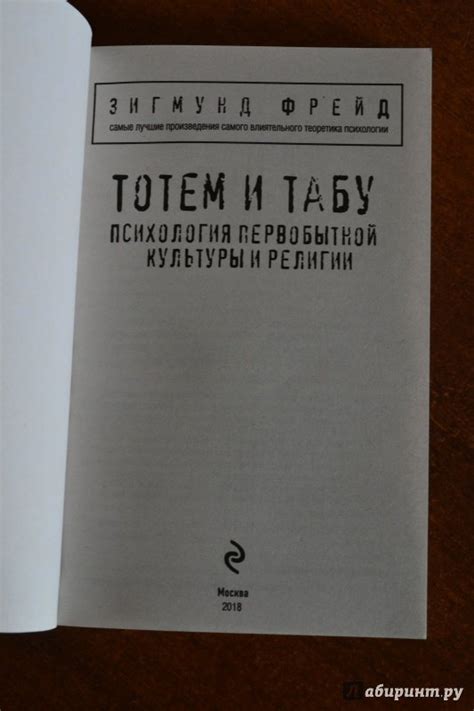 ЗИГМУНД ФРЕЙД
самые лучшие произведения самого влиятельного теоретика психологии
ТОТЕМ И ТАБУ
ПСИХОЛОГИЯ ПЕРВОБЫТНОЙ
КУЛЬТУРЫ И РЕЛИГИИ
Москва
2018
Лабиринт.ру